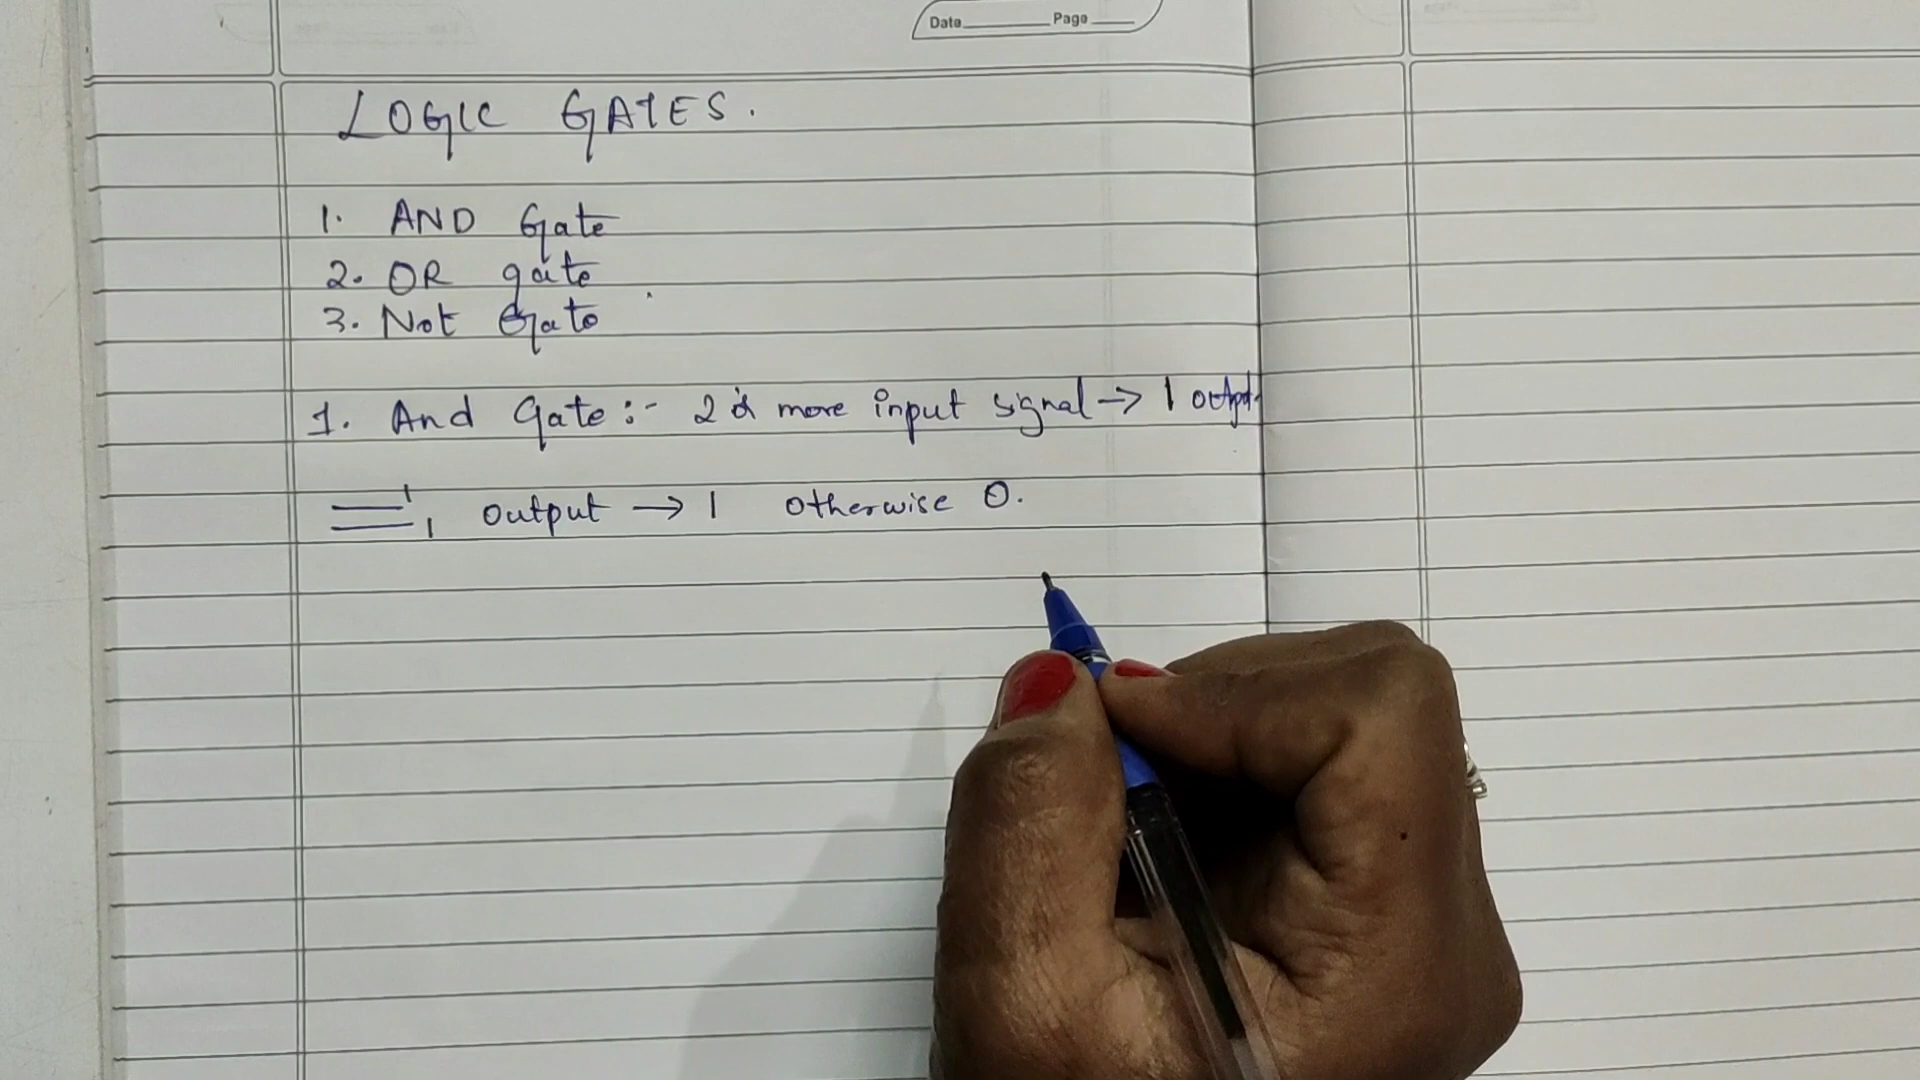 Date Page
LOGIC GATES.
1. AND Gate
2. OR gate
3. Not Gate
1. And Gate :- 2 or more input signal → 1 output.
1
1 output → 1 otherwise 0.